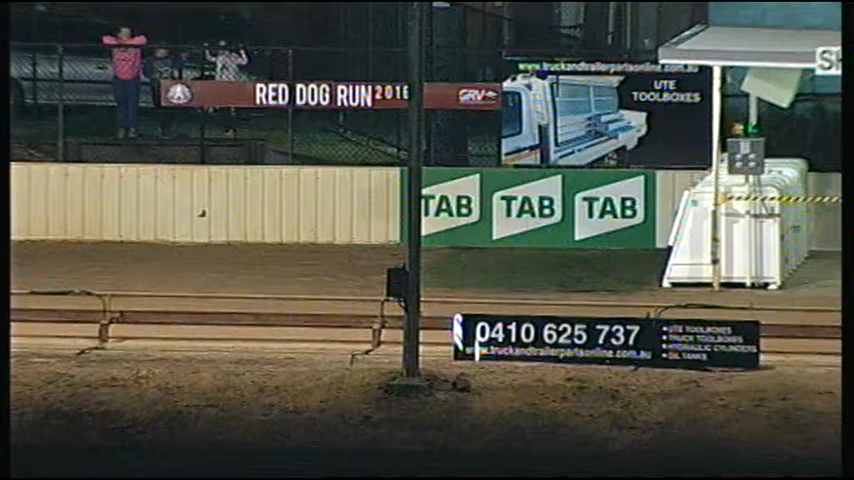 www.truckandtrailerpartsonline.com.au
UTE
TOOLBOXES
RED DOG RUN 2016
GRV
TAB TAB TAB
0410 625 737
www.truckandtrailerpartsonline.com.au
• UTE TOOLBOXES
• TRUCK TOOLBOXES
• HYDRAULIC CYLINDERS
• OIL TANKS